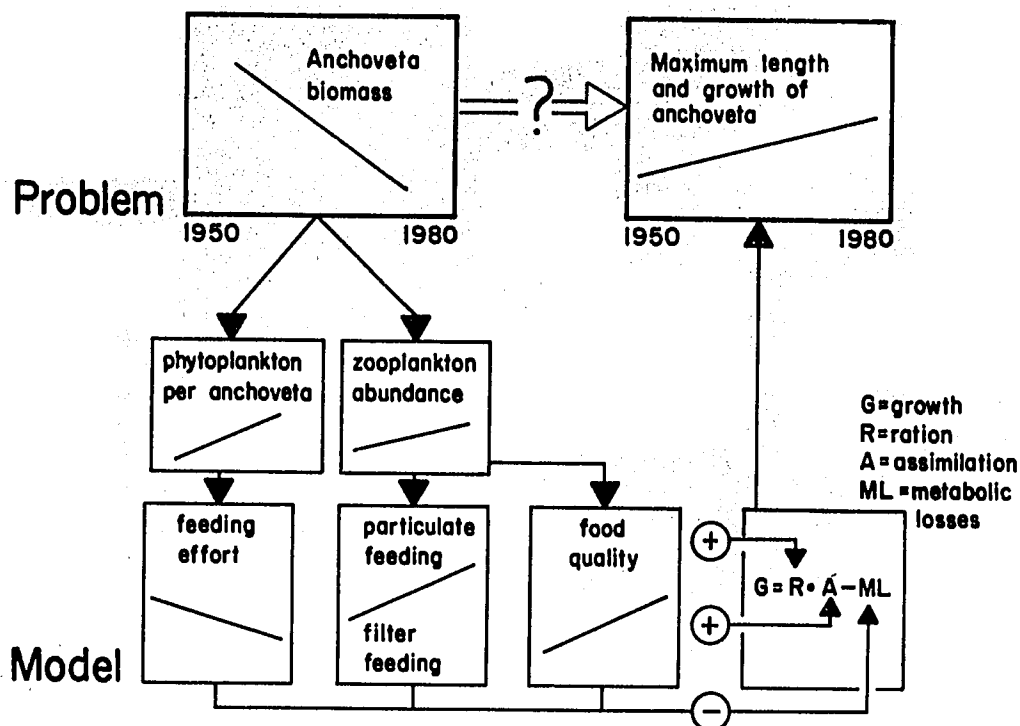 Anchoveta
biomass
?
Maximum length
and growth of
anchoveta
Problem
1950
1980
1950
1980
phytoplankton
per anchoveta
zooplankton
abundance
G=growth
R=ration
A=assimilation
ML=metabolic
losses
feeding
effort
particulate
feeding
filter
feeding
food
quality
+
G=R•A-ML
+
Model
-